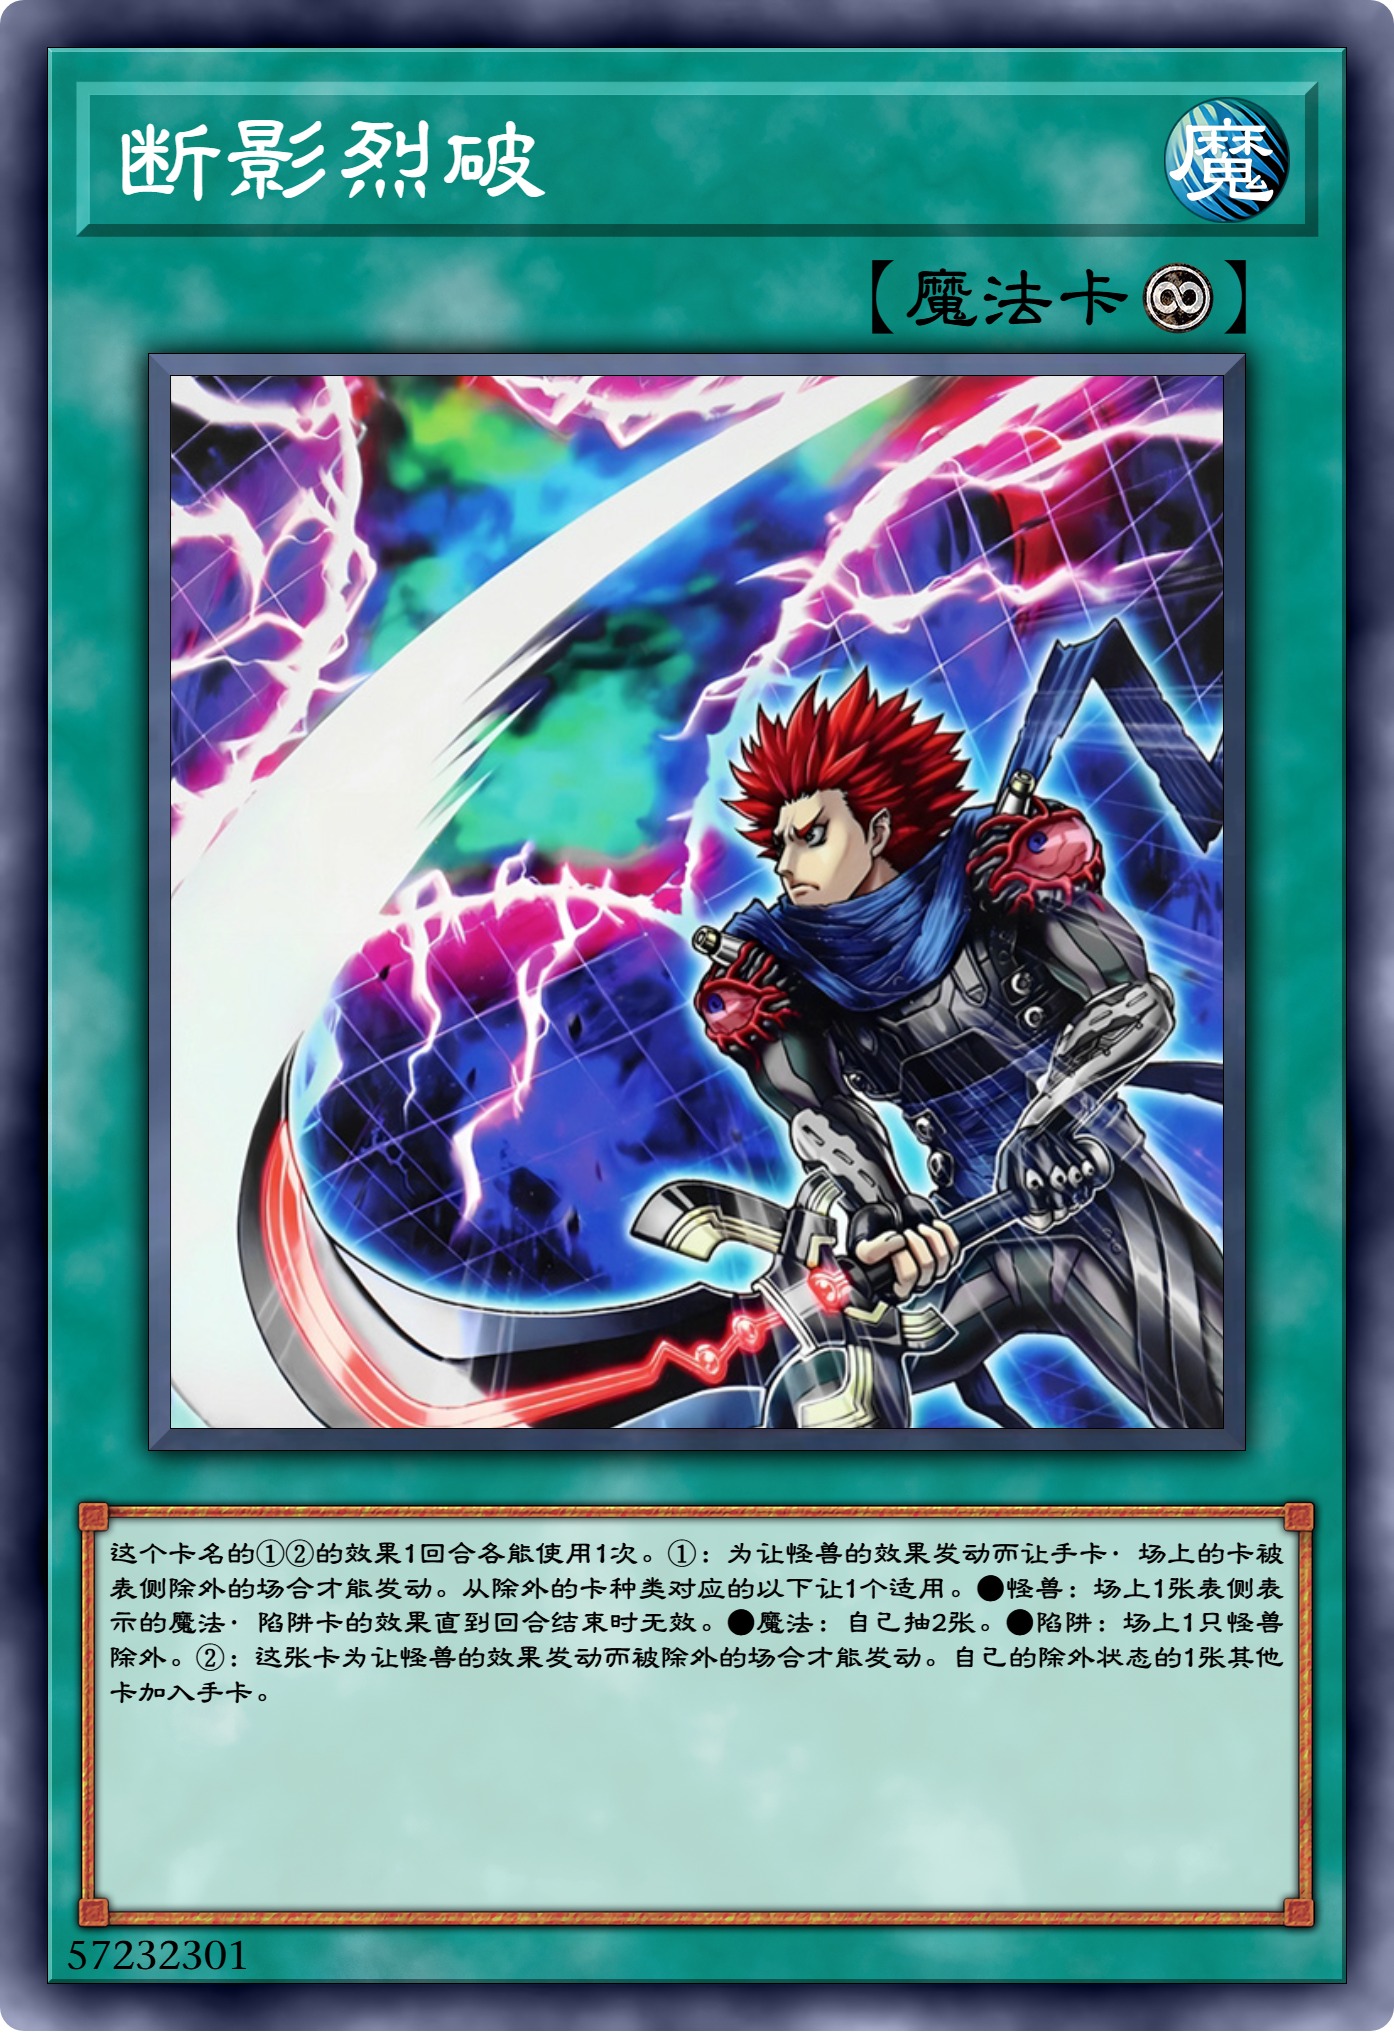 断影烈破
魔
【魔法卡♾】
这个卡名的①②的效果1回合各能使用1次。①：为让怪兽的效果发动而让手卡·场上的卡被
表侧除外的场合才能发动。从除外的卡种类对应的以下让1个适用。●怪兽：场上1张表侧表
示的魔法·陷阱卡的效果直到回合结束时无效。●魔法：自己抽2张。●陷阱：场上1只怪兽
除外。②：这张卡为让怪兽的效果发动而被除外的场合才能发动。自己的除外状态的1张其他
卡加入手卡。
57232301